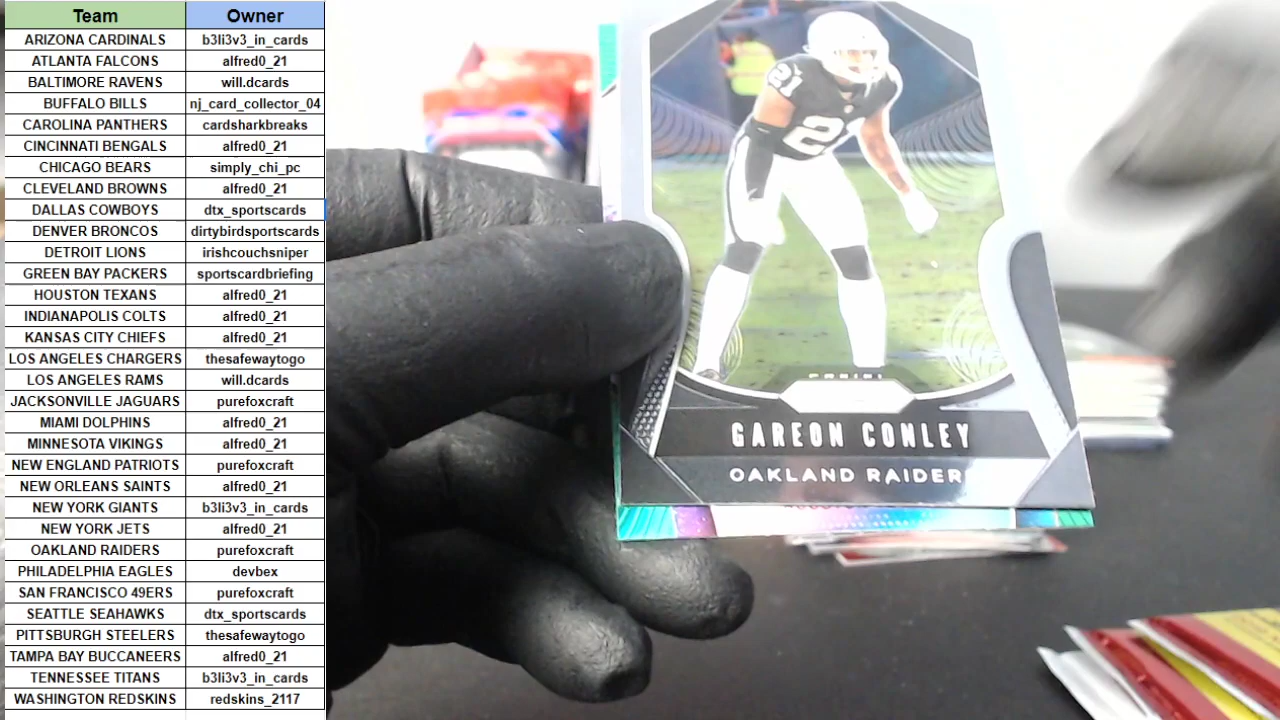 Team Owner
ARIZONA CARDINALS b3li3v3_in_cards
ATLANTA FALCONS alfred0_21
BALTIMORE RAVENS will.dcards
BUFFALO BILLS nj_card_collector_04
CAROLINA PANTHERS cardsharkbreaks
CINCINNATI BENGALS alfred0_21
CHICAGO BEARS simply_chi_pc
CLEVELAND BROWNS alfred0_21
DALLAS COWBOYS dtx_sportscards
DENVER BRONCOS dirtybirdsportscards
DETROIT LIONS irishcouchsniper
GREEN BAY PACKERS sportscardbriefing
HOUSTON TEXANS alfred0_21
INDIANAPOLIS COLTS alfred0_21
KANSAS CITY CHIEFS alfred0_21
LOS ANGELES CHARGERS thesafewaytogo
LOS ANGELES RAMS will.dcards
JACKSONVILLE JAGUARS purefoxcraft
MIAMI DOLPHINS alfred0_21
MINNESOTA VIKINGS alfred0_21
NEW ENGLAND PATRIOTS purefoxcraft
NEW ORLEANS SAINTS alfred0_21
NEW YORK GIANTS b3li3v3_in_cards
NEW YORK JETS alfred0_21
OAKLAND RAIDERS purefoxcraft
PHILADELPHIA EAGLES devbex
SAN FRANCISCO 49ERS purefoxcraft
SEATTLE SEAHAWKS dtx_sportscards
PITTSBURGH STEELERS thesafewaytogo
TAMPA BAY BUCCANEERS alfred0_21
TENNESSEE TITANS b3li3v3_in_cards
WASHINGTON REDSKINS redskins_2117
21
21
PANINI
GAREON CONLEY
OAKLAND RAIDER